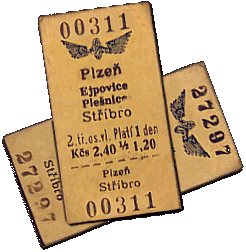 00311
Plzeň
Ejpovice
Plešnice
Stříbro
2.tř.os.vl. Platí 1 den
Kčs 2,40 ½ 1,20
Plzeň
Stříbro
00311
27297
Stříbro
27297